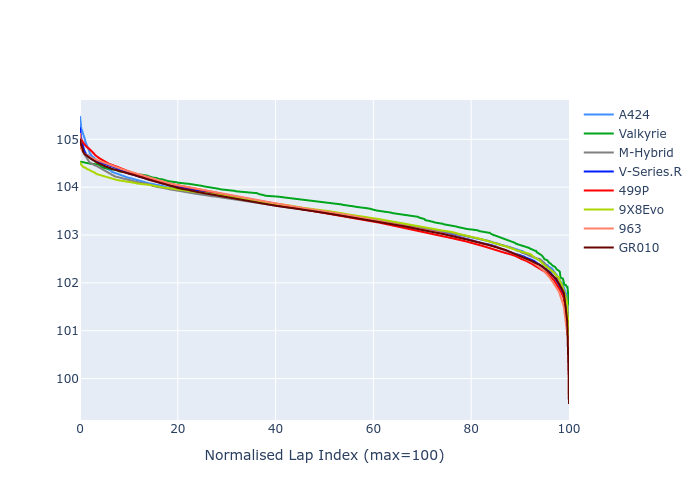 105
104
103
102
101
100
0 20 40 60 80 100
Normalised Lap Index (max=100)
A424
Valkyrie
M-Hybrid
V-Series.R
499P
9X8Evo
963
GR010